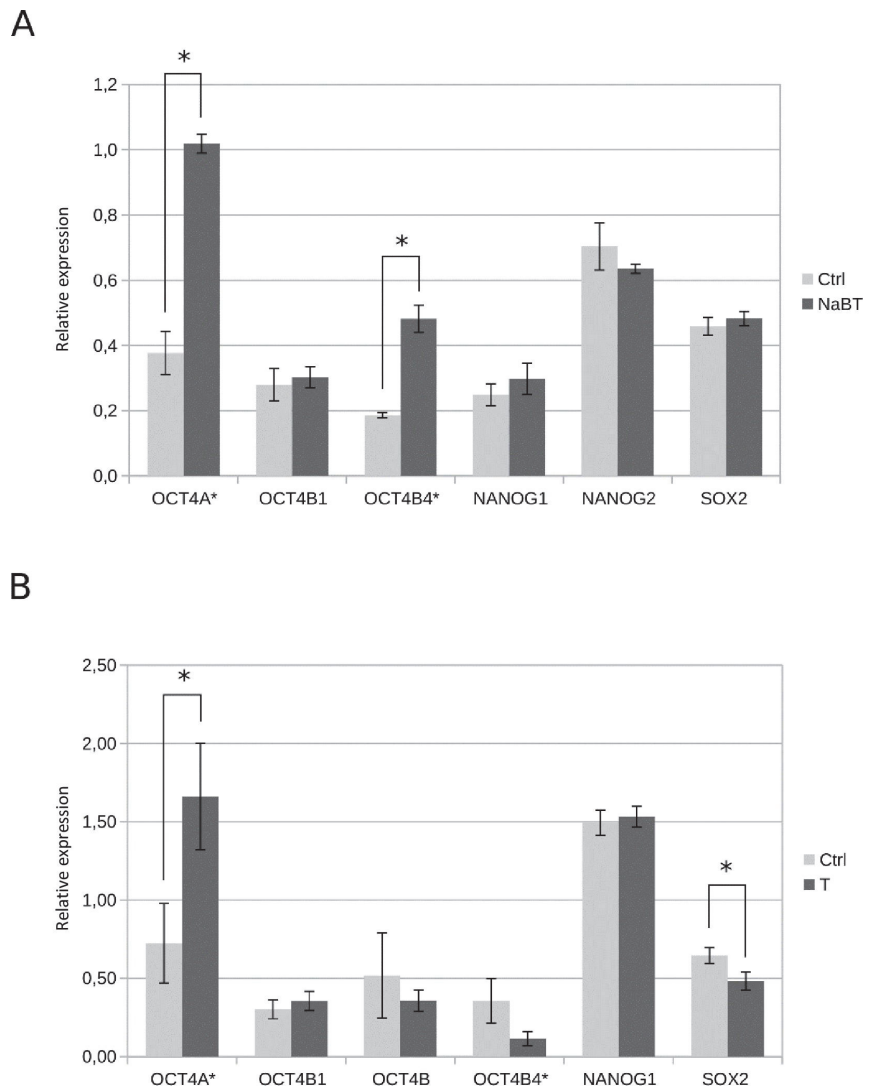 A
*
1,2
1,0
0,8
0,6
0,4
0,2
0,0
Relative expression
*
Ctrl
NaBT
OCT4A* OCT4B1 OCT4B4* NANOG1 NANOG2 SOX2
B
2,50
2,00
1,50
1,00
0,50
0,00
Relative expression
*
*
Ctrl
T
OCT4A* OCT4B1 OCT4B OCT4B4* NANOG1 SOX2